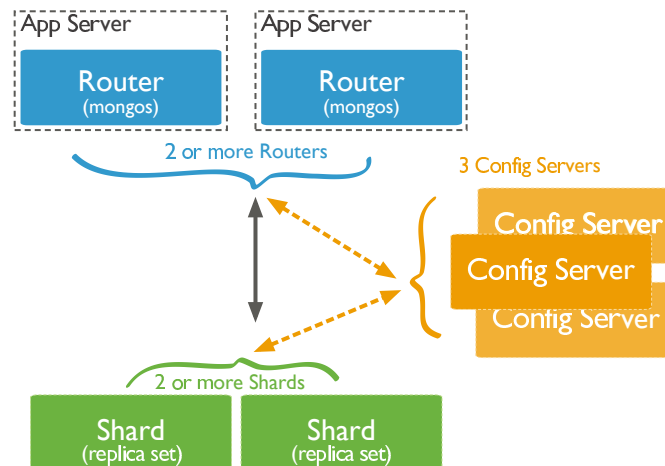 App Server
App Server
Router
(mongos)
Router
(mongos)
2 or more Routers
3 Config Servers
Config Server
Config Server
Config Server
2 or more Shards
Shard
(replica set)
Shard
(replica set)